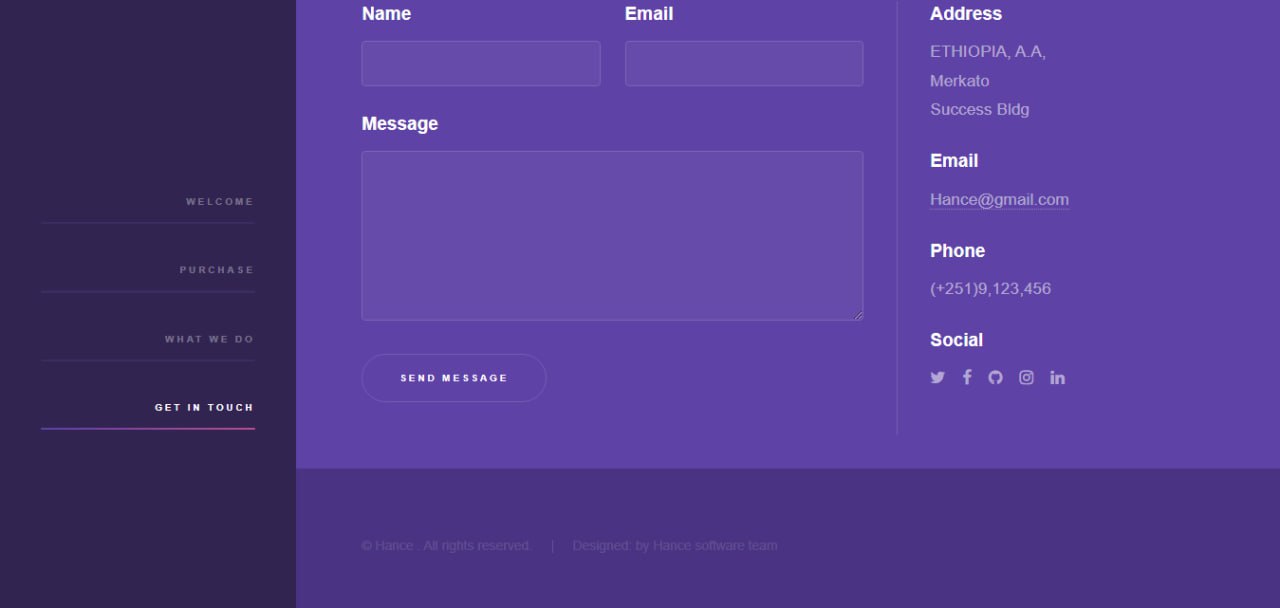 WELCOME
PURCHASE
WHAT WE DO
GET IN TOUCH
Name
Email
Message
SEND MESSAGE
Address
ETHIOPIA, A.A,
Merkato
Success Bldg
Email
Hance@gmail.com
Phone
(+251)9,123,456
Social
© Hance . All rights reserved. | Designed: by Hance software team